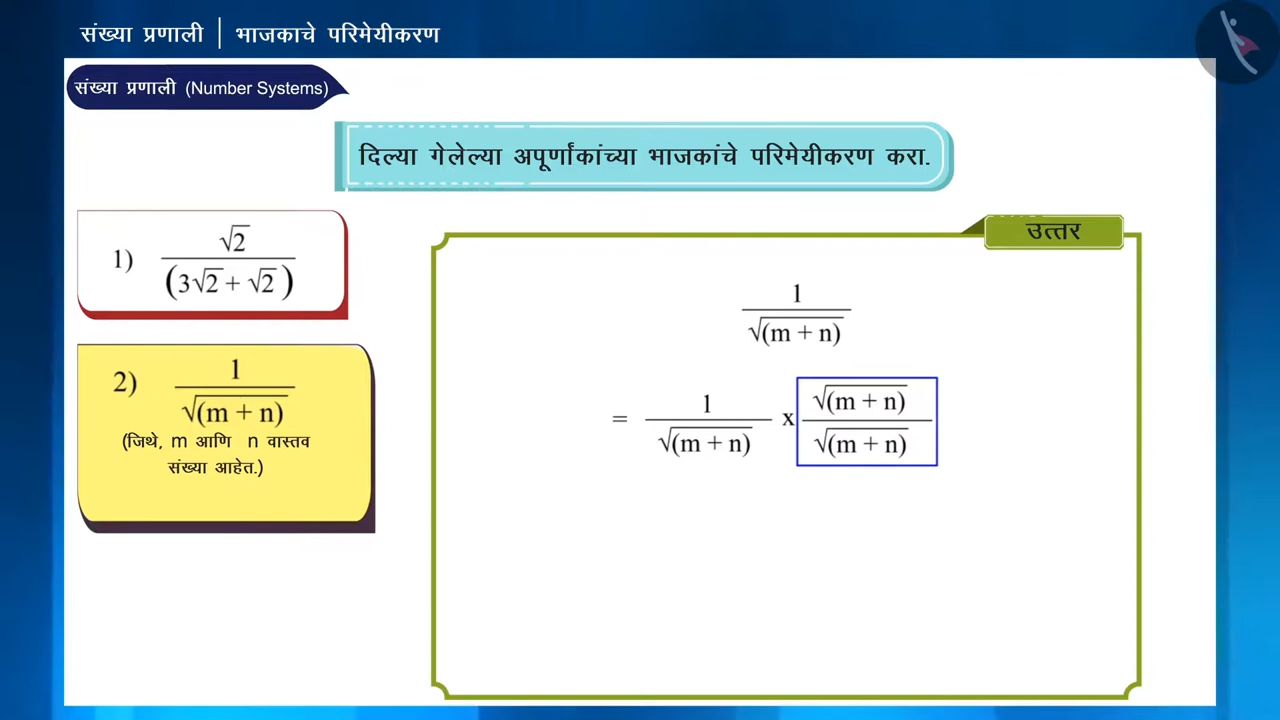 संख्या प्रणाली | भाजकाचे परिमेयीकरण
संख्या प्रणाली (Number Systems)
दिल्या गेलेल्या अपूर्णांकांच्या भाजकांचे परिमेयीकरण करा.
1) √2 / (3√2 + √2)
2) 1 / √(m + n)
(जिथे, m आणि n वास्तव
संख्या आहेत.)
उत्तर
1 / √(m + n)
= 1 / √(m + n) x √(m + n) / √(m + n)